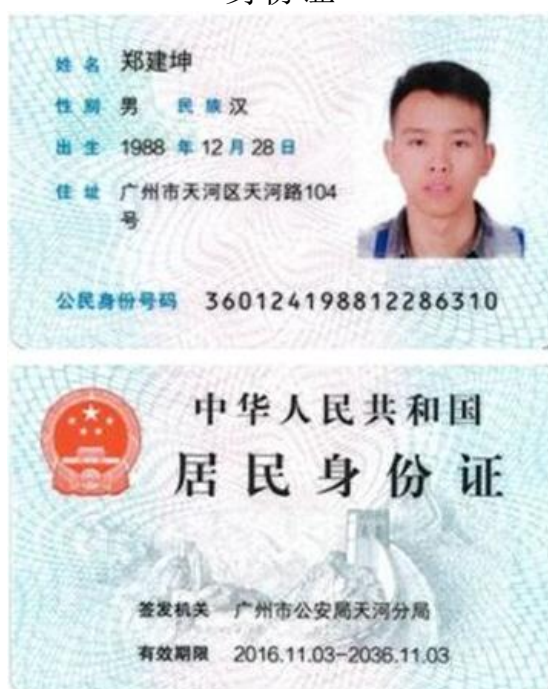 姓名 郑建坤
性别 男 民族 汉
出生 1988 年 12 月 28 日
住址 广州市天河区天河路104
号
公民身份号码 360124198812286310
中华人民共和国
居民身份证
签发机关 广州市公安局天河分局
有效期限 2016.11.03-2036.11.03